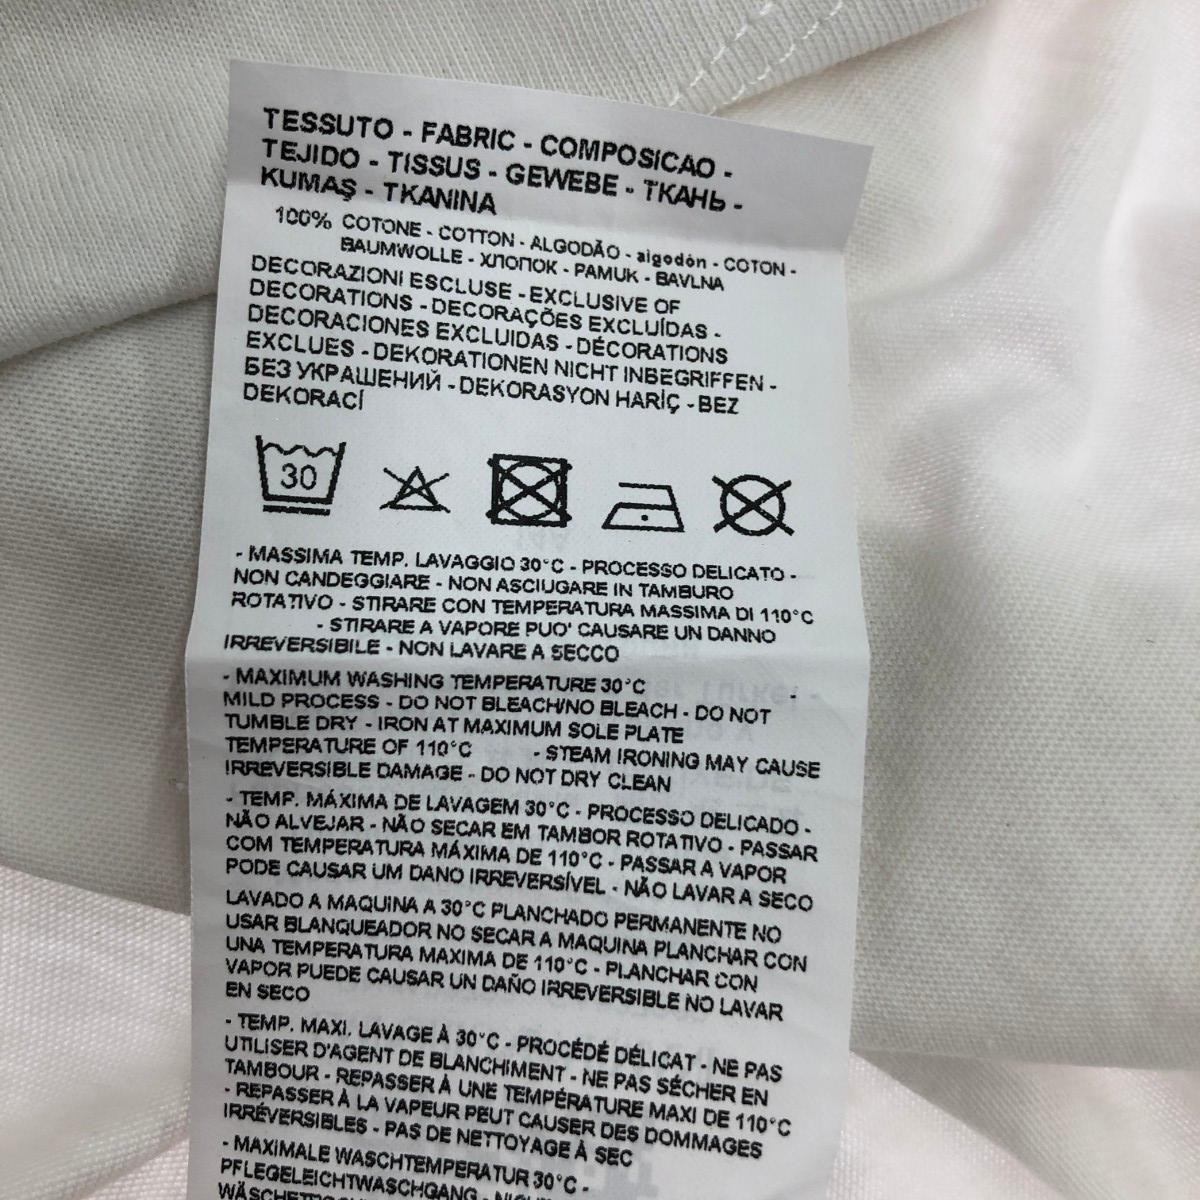 TESSUTO - FABRIC - COMPOSICAO -
TEJIDO - TISSUS - GEWEBE - ТКАНЬ -
KUMAŞ - TKANINA
100% COTONE - COTTON - ALGODÃO - algodón - COTON -
BAUMWOLLE - ХЛОПОК - PAMUK - BAVLNA
DECORAZIONI ESCLUSE - EXCLUSIVE OF
DECORATIONS - DECORAÇÕES EXCLUÍDAS -
DECORACIONES EXCLUIDAS - DÉCORATIONS
EXCLUES - DEKORATIONEN NICHT INBEGRIFFEN -
БЕЗ УКРАШЕНИЙ - DEKORASYON HARİÇ - BEZ
DEKORACÍ
30
- MASSIMA TEMP. LAVAGGIO 30°C - PROCESSO DELICATO -
NON CANDEGGIARE - NON ASCIUGARE IN TAMBURO
ROTATIVO - STIRARE CON TEMPERATURA MASSIMA DI 110°C
- STIRARE A VAPORE PUO' CAUSARE UN DANNO
IRREVERSIBILE - NON LAVARE A SECCO
- MAXIMUM WASHING TEMPERATURE 30°C -
MILD PROCESS - DO NOT BLEACH/NO BLEACH - DO NOT
TUMBLE DRY - IRON AT MAXIMUM SOLE PLATE
TEMPERATURE OF 110°C - STEAM IRONING MAY CAUSE
IRREVERSIBLE DAMAGE - DO NOT DRY CLEAN
- TEMP. MÁXIMA DE LAVAGEM 30°C - PROCESSO DELICADO -
NÃO ALVEJAR - NÃO SECAR EM TAMBOR ROTATIVO - PASSAR
COM TEMPERATURA MÁXIMA DE 110°C - PASSAR A VAPOR
PODE CAUSAR UM DANO IRREVERSÍVEL - NÃO LAVAR A SECO
LAVADO A MAQUINA A 30°C PLANCHADO PERMANENTE NO
USAR BLANQUEADOR NO SECAR A MAQUINA PLANCHAR CON
UNA TEMPERATURA MAXIMA DE 110°C - PLANCHAR CON
VAPOR PUEDE CAUSAR UN DAÑO IRREVERSIBLE NO LAVAR
EN SECO
- TEMP. MAXI. LAVAGE À 30°C - PROCÉDÉ DÉLICAT - NE PAS
UTILISER D'AGENT DE BLANCHIMENT - NE PAS SÉCHER EN
TAMBOUR - REPASSER À UNE TEMPÉRATURE MAXI DE 110°C
- REPASSER À LA VAPEUR PEUT CAUSER DES DOMMAGES
IRRÉVERSIBLES - PAS DE NETTOYAGE À SEC
- MAXIMALE WASCHTEMPERATUR 30°C -
PFLEGELEICHTWASCHGANG -